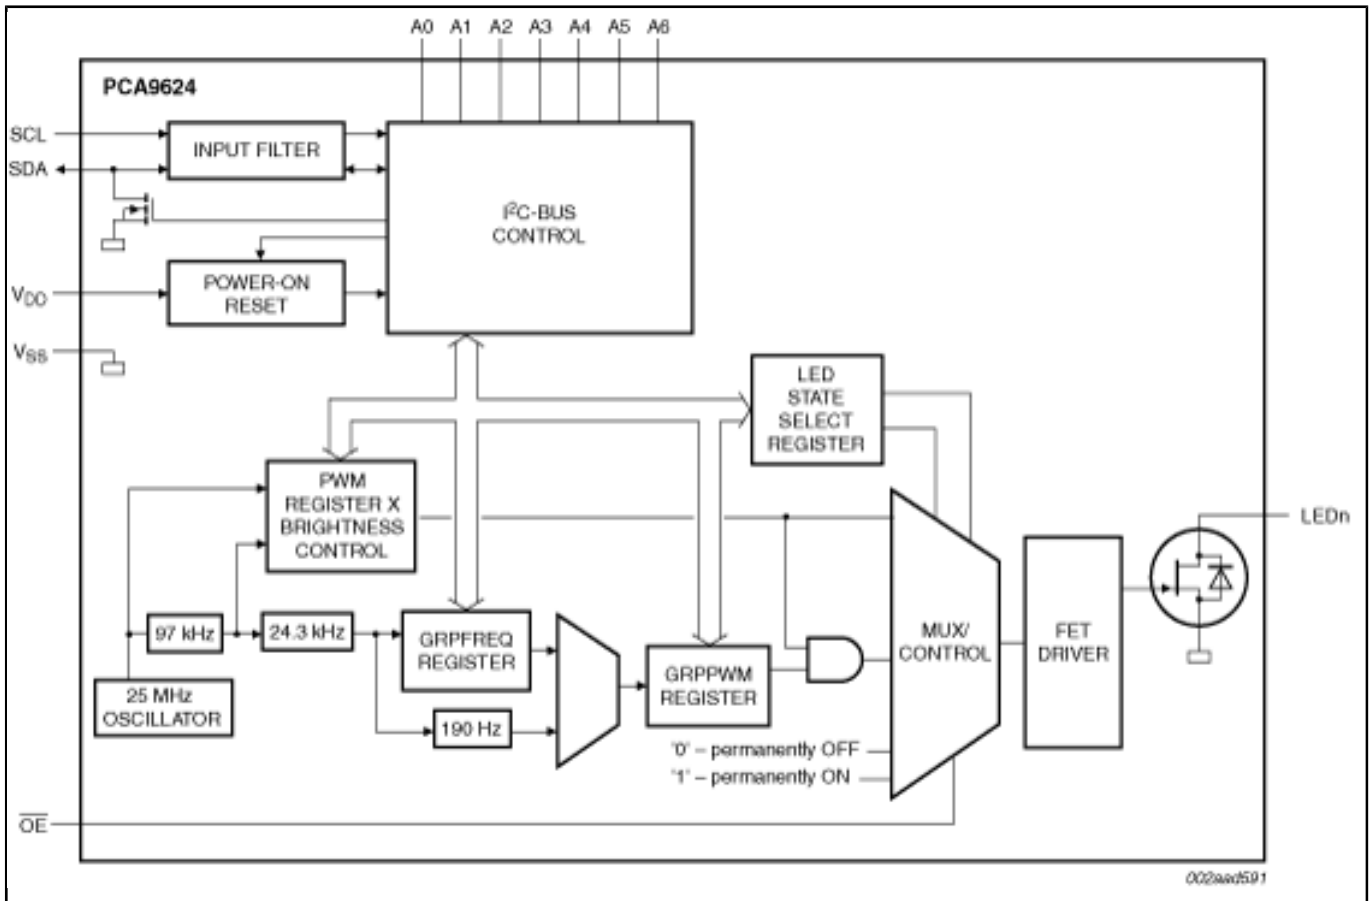 A0 A1 A2 A3 A4 A5 A6
PCA9624
SCL
SDA
INPUT FILTER
I²C-BUS
CONTROL
POWER-ON
RESET
VDD
VSS
LED
STATE
SELECT
REGISTER
PWM
REGISTER X
BRIGHTNESS
CONTROL
LEDn
97 kHz
24.3 kHz
GRPFREQ
REGISTER
MUX/
CONTROL
FET
DRIVER
25 MHz
OSCILLATOR
190 Hz
GRPPWM
REGISTER
'0' – permanently OFF
'1' – permanently ON
OE
002aad591